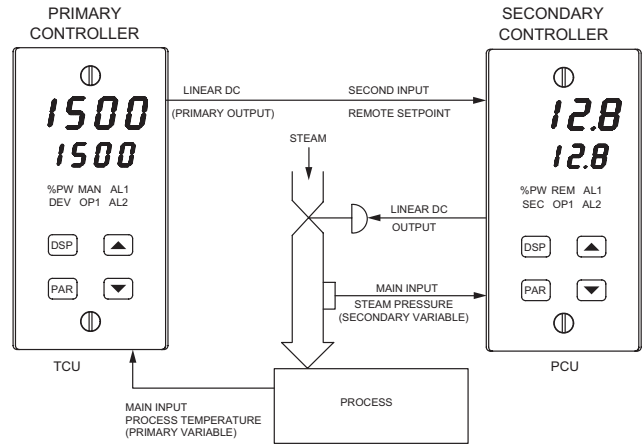 PRIMARY
CONTROLLER
SECONDARY
CONTROLLER
1500
1500
%PW MAN AL1
DEV OP1 AL2
DSP
PAR
TCU
LINEAR DC
(PRIMARY OUTPUT)
SECOND INPUT
REMOTE SETPOINT
STEAM
LINEAR DC
OUTPUT
MAIN INPUT
STEAM PRESSURE
(SECONDARY VARIABLE)
12.8
12.8
%PW REM AL1
SEC OP1 AL2
DSP
PAR
PCU
MAIN INPUT
PROCESS TEMPERATURE
(PRIMARY VARIABLE)
PROCESS